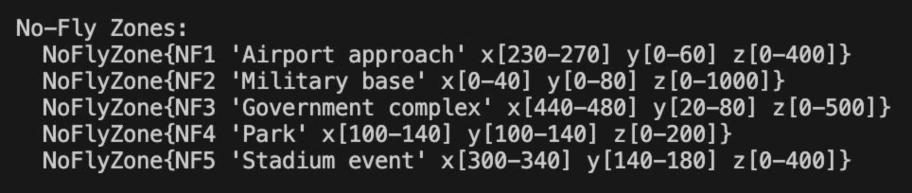 No-Fly Zones:
NoFlyZone{NF1 'Airport approach' x[230-270] y[0-60] z[0-400]}
NoFlyZone{NF2 'Military base' x[0-40] y[0-80] z[0-1000]}
NoFlyZone{NF3 'Government complex' x[440-480] y[20-80] z[0-500]}
NoFlyZone{NF4 'Park' x[100-140] y[100-140] z[0-200]}
NoFlyZone{NF5 'Stadium event' x[300-340] y[140-180] z[0-400]}